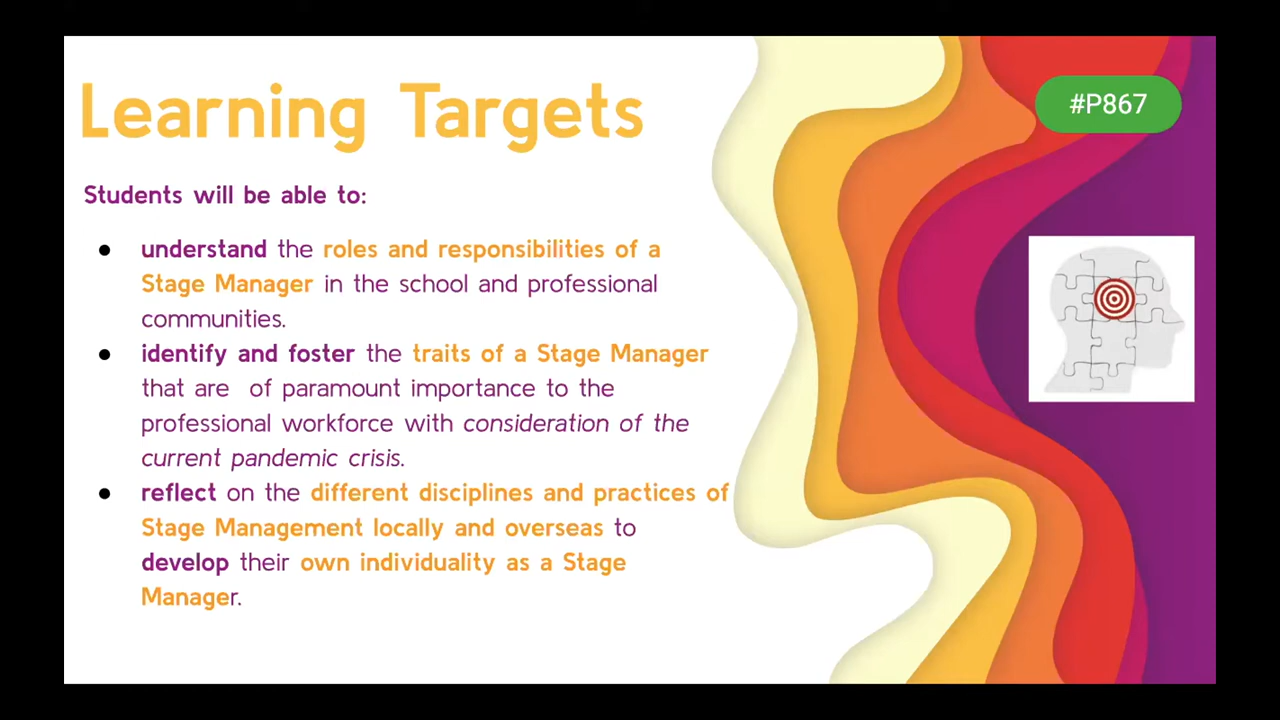 Learning Targets
#P867
Students will be able to:
● understand the roles and responsibilities of a
Stage Manager in the school and professional
communities.
● identify and foster the traits of a Stage Manager
that are  of paramount importance to the
professional workforce with consideration of the
current pandemic crisis.
● reflect on the different disciplines and practices of
Stage Management locally and overseas to
develop their own individuality as a Stage
Manager.